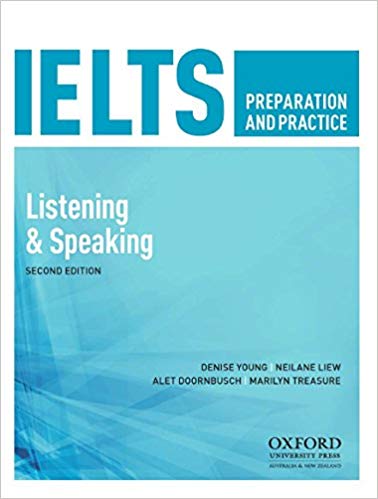 IELTS
PREPARATION
AND PRACTICE
Listening
& Speaking
SECOND EDITION
DENISE YOUNG | NEILANE LIEW
ALET DOORNBUSCH | MARILYN TREASURE
OXFORD
UNIVERSITY PRESS
AUSTRALIA & NEW ZEALAND